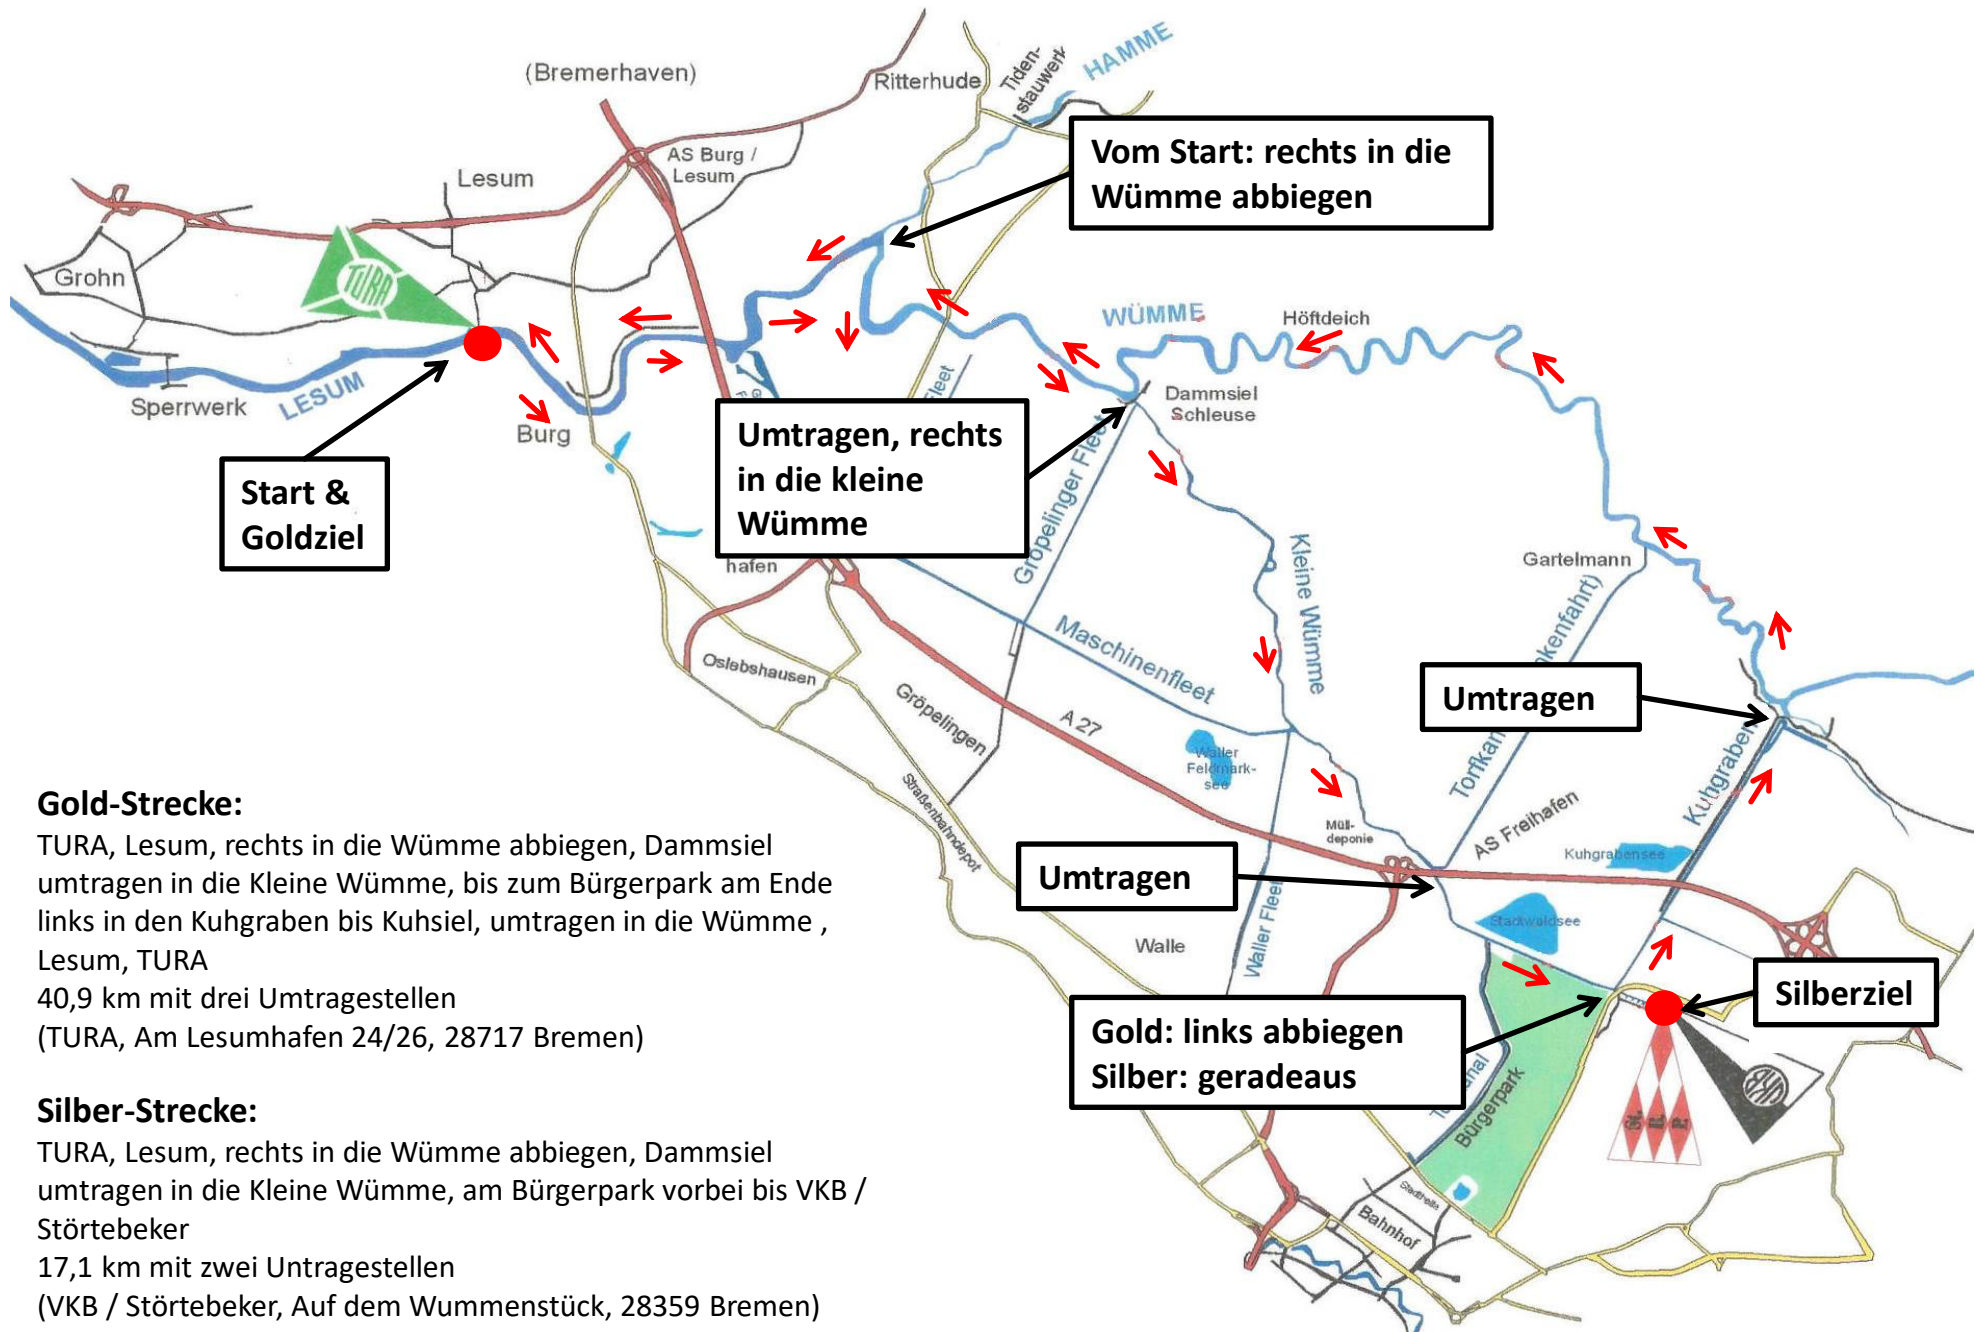 HAMME
Tiden-
stauwerk
(Bremerhaven)
Ritterhude
AS Burg /
Lesum
Lesum
Vom Start: rechts in die
Wümme abbiegen
Grohn
TURA
WÜMME
Höftdeich
LESUM
Sperrwerk
Burg
Dammsiel
Schleuse
Fleet
Start &
Goldziel
Umtragen, rechts
in die kleine
Wümme
Gröpelinger Fleet
Kleine Wümme
hafen
Gartelmann
nkenfahrt)
Torfkan
Maschinenfleet
Oslebshausen
Gröpelingen
A 27
Umtragen
Kuhgraben
Waller
Feldmark-
see
Straßenbahndepot
Müll-
deponie
AS Freihafen
Kuhgrabensee
Umtragen
Stadtwaldsee
Walle
Waller Fleet
Silberziel
Gold: links abbiegen
Silber: geradeaus
Bürgerpark
Stadthalle
Bahnhof
Gold-Strecke:
TURA, Lesum, rechts in die Wümme abbiegen, Dammsiel
umtragen in die Kleine Wümme, bis zum Bürgerpark am Ende
links in den Kuhgraben bis Kuhsiel, umtragen in die Wümme ,
Lesum, TURA
40,9 km mit drei Umtragestellen
(TURA, Am Lesumhafen 24/26, 28717 Bremen)
Silber-Strecke:
TURA, Lesum, rechts in die Wümme abbiegen, Dammsiel
umtragen in die Kleine Wümme, am Bürgerpark vorbei bis VKB /
Störtebeker
17,1 km mit zwei Untragestellen
(VKB / Störtebeker, Auf dem Wummenstück, 28359 Bremen)